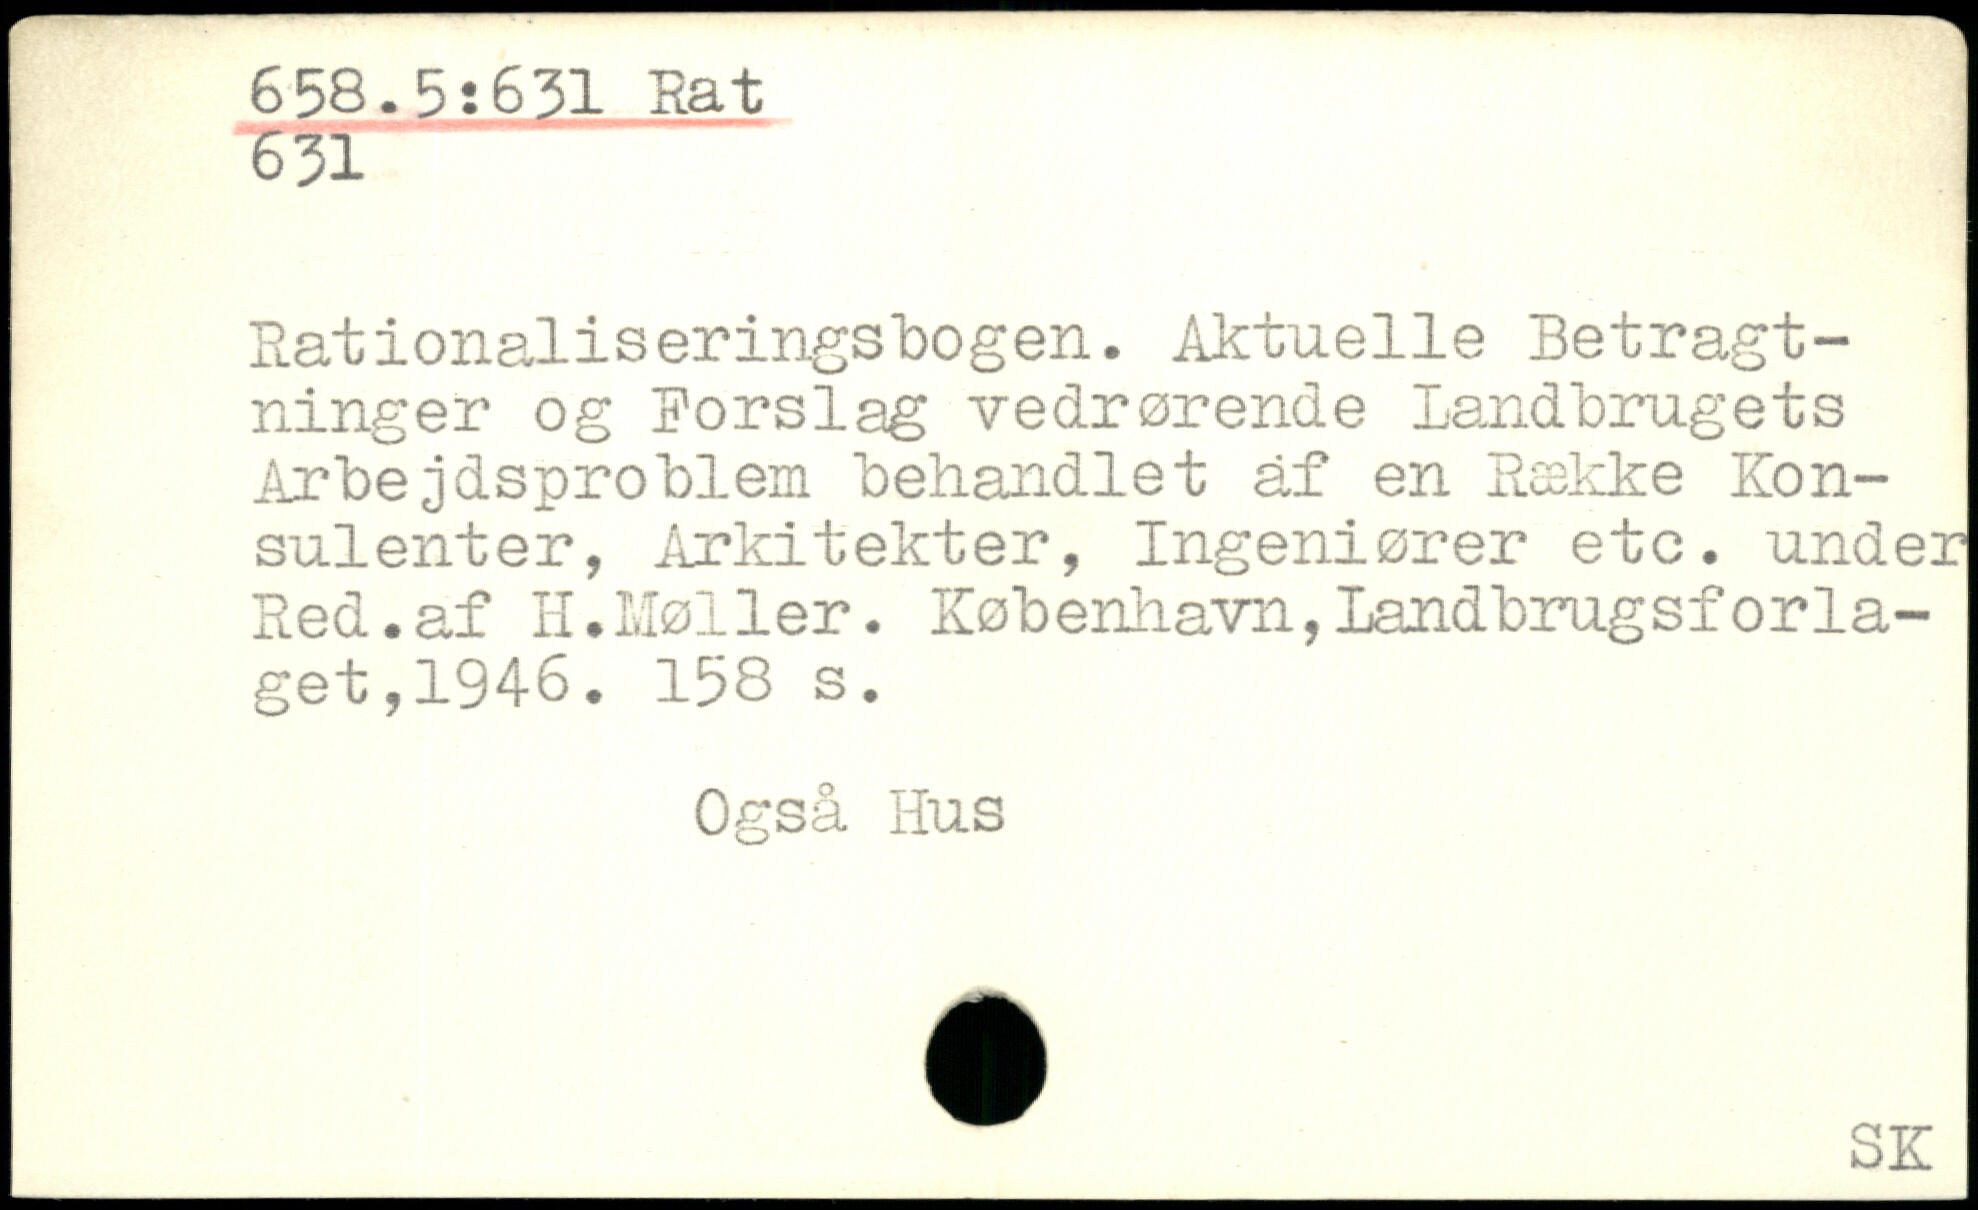 658.5:631 Rat
631
Rationaliseringsbogen. Aktuelle Betragt-
ninger og Forslag vedrørende Landbrugets
Arbejdsproblem behandlet af en Række Kon-
sulenter, Arkitekter, Ingeniører etc. under
Red.af H.Møller. København,Landbrugsforla-
get,1946. 158 s.
Også Hus
SK